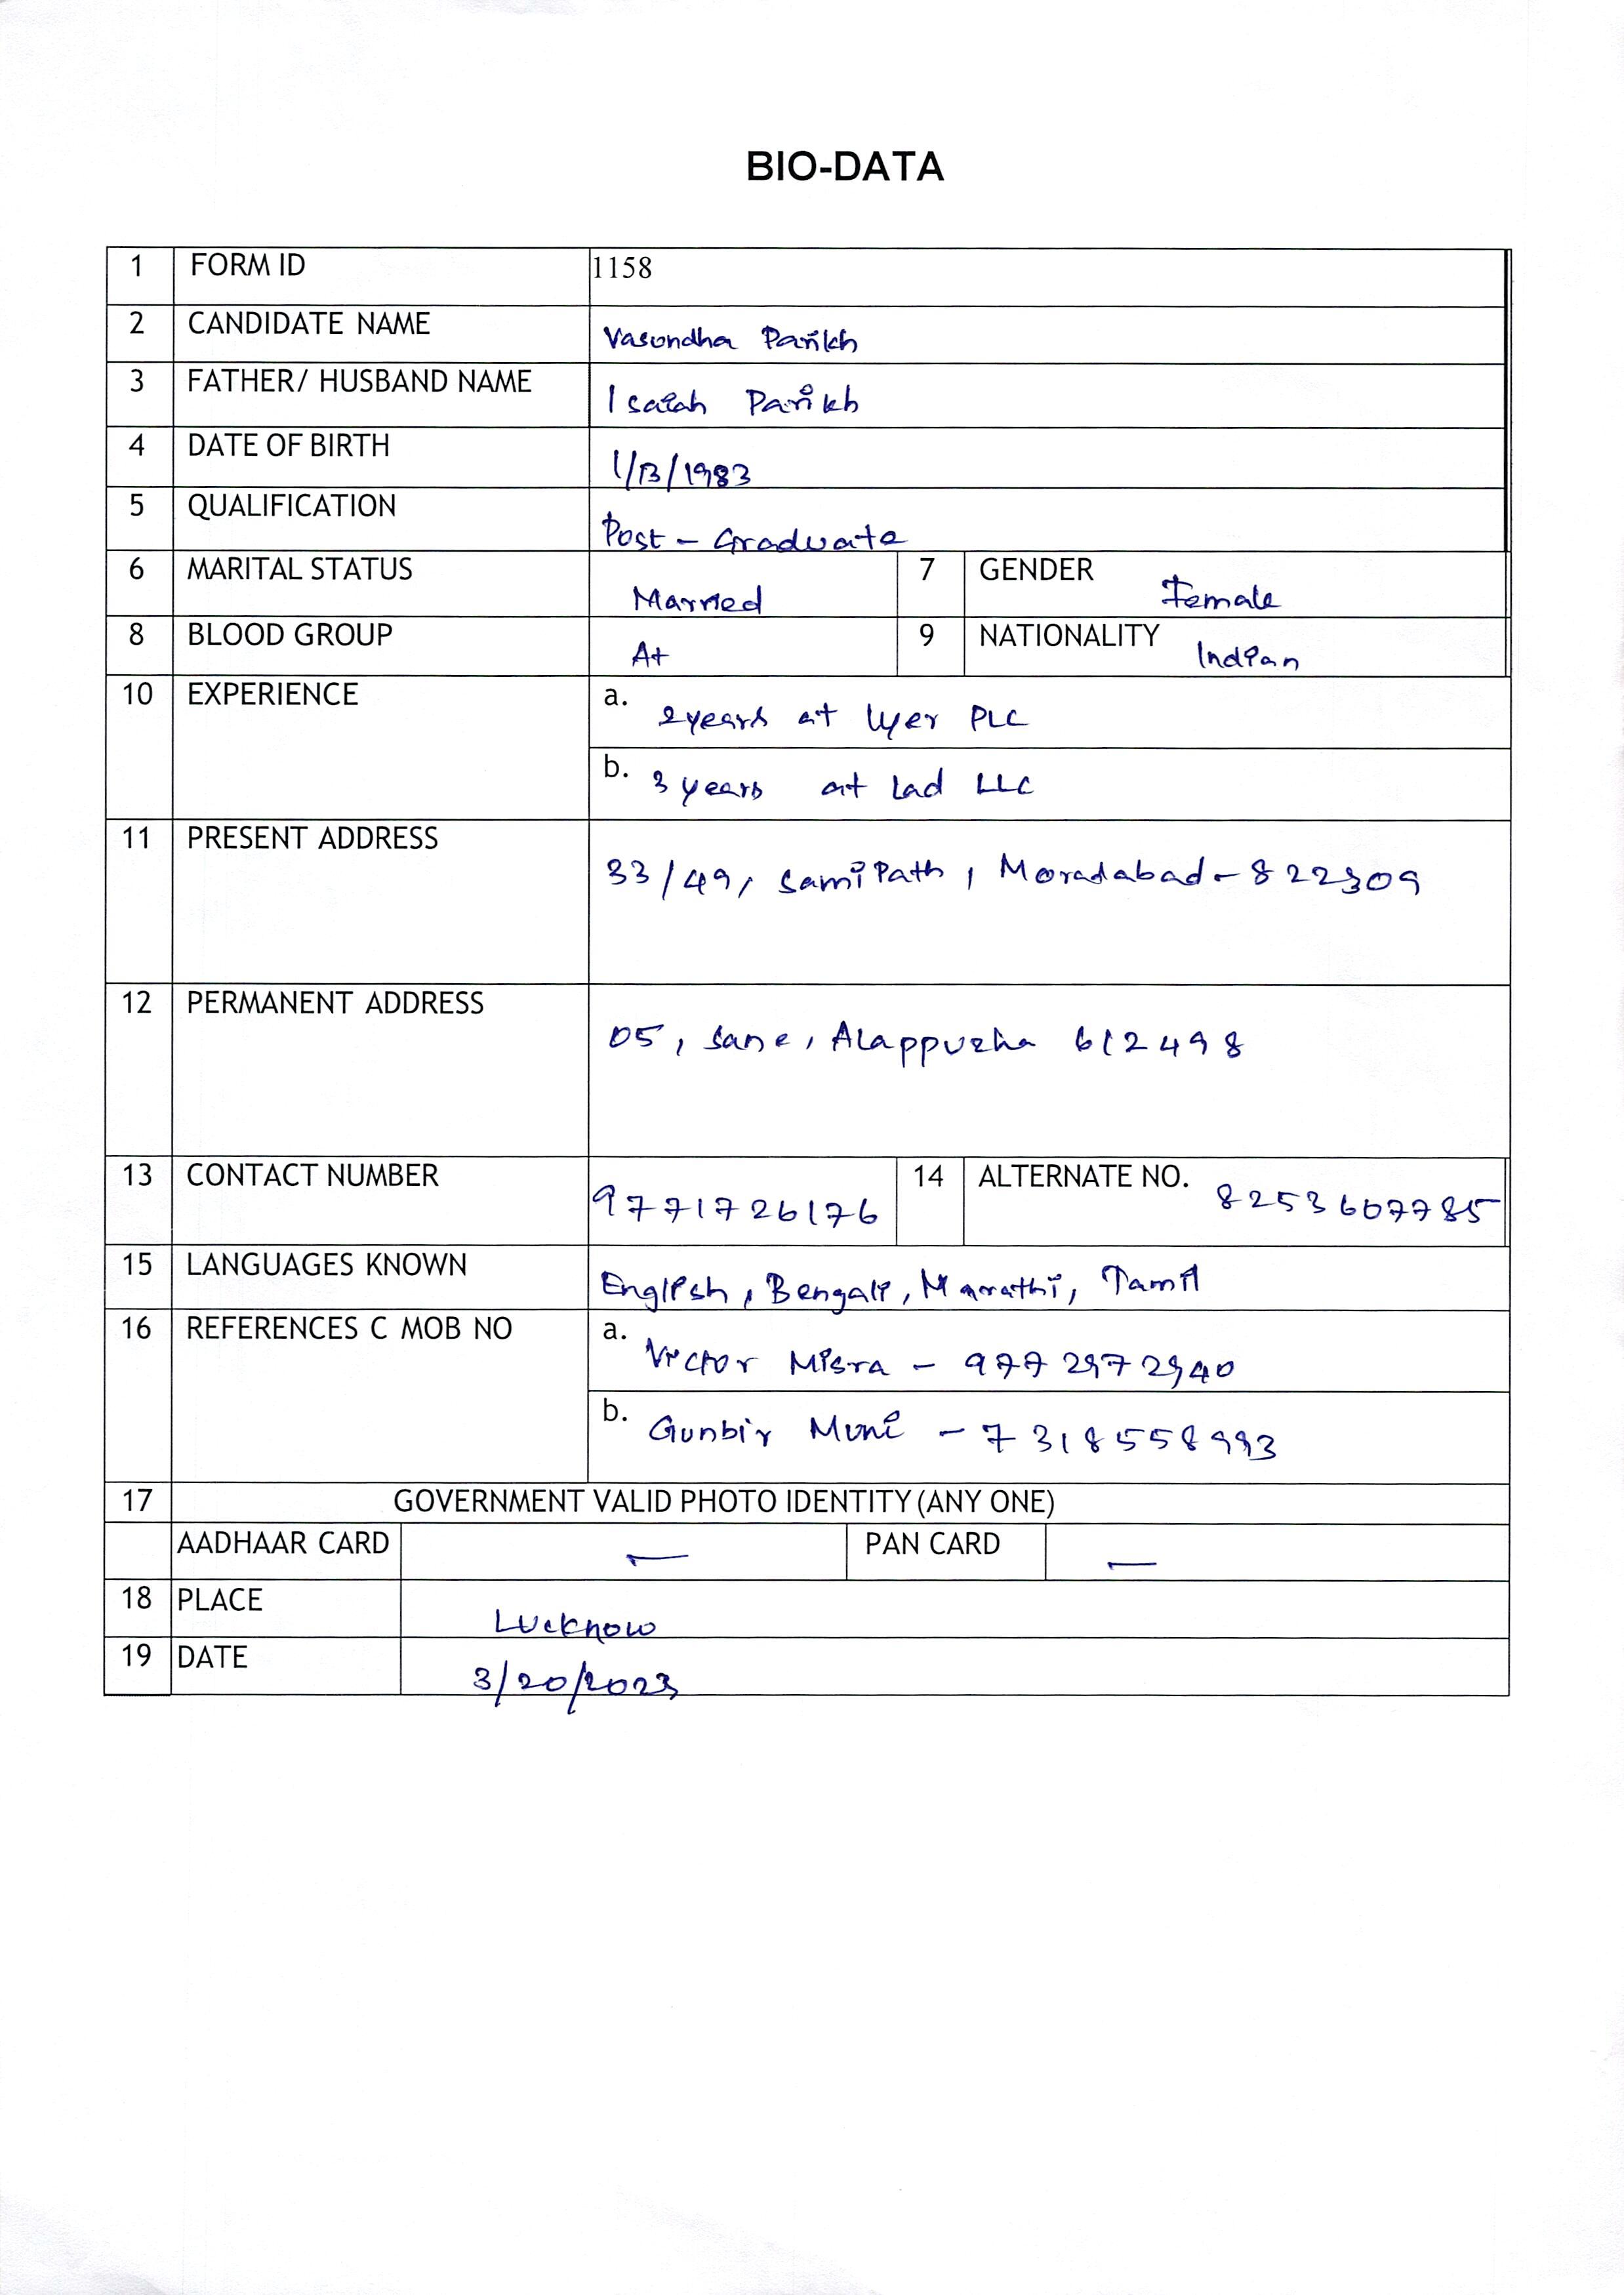 BIO-DATA
1 FORM ID 1158
2 CANDIDATE NAME Vasundha Parikh
3 FATHER/ HUSBAND NAME Isaiah Parikh
4 DATE OF BIRTH 1/13/1983
5 QUALIFICATION Post - Graduate
6 MARITAL STATUS Married 7 GENDER Female
8 BLOOD GROUP A+ 9 NATIONALITY Indian
10 EXPERIENCE a. 2years at Iyer PLC
b. 3 years at Lad LLC
11 PRESENT ADDRESS
33/49, Sami Path, Moradabad - 822309
12 PERMANENT ADDRESS
05, Sane, Alappuzha 612498
13 CONTACT NUMBER 9771726176 14 ALTERNATE NO. 8253607785
15 LANGUAGES KNOWN English, Bengali, Marathi, Tamil
16 REFERENCES C MOB NO a. Victor Misra - 9772972940
b. Gunbir Muni - 7318558993
17 GOVERNMENT VALID PHOTO IDENTITY (ANY ONE)
AADHAAR CARD — PAN CARD —
18 PLACE Lucknow
19 DATE 3/20/2023